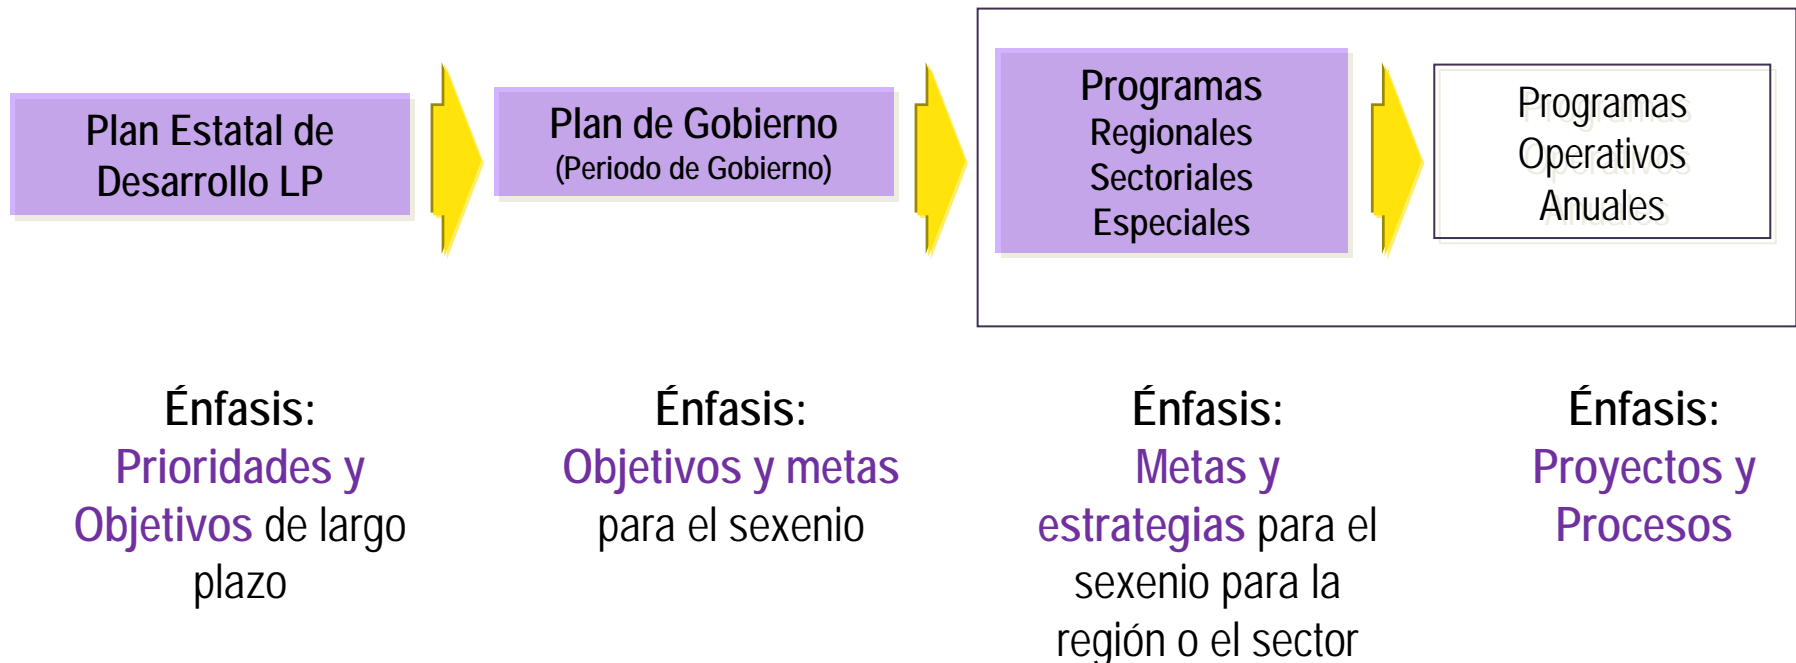 Plan Estatal de
Desarrollo LP
Plan de Gobierno
(Periodo de Gobierno)
Programas
Regionales
Sectoriales
Especiales
Programas
Operativos
Anuales
Énfasis:
Prioridades y
Objetivos de largo
plazo
Énfasis:
Objetivos y metas
para el sexenio
Énfasis:
Metas y
estrategias para el
sexenio para la
región o el sector
Énfasis:
Proyectos y
Procesos